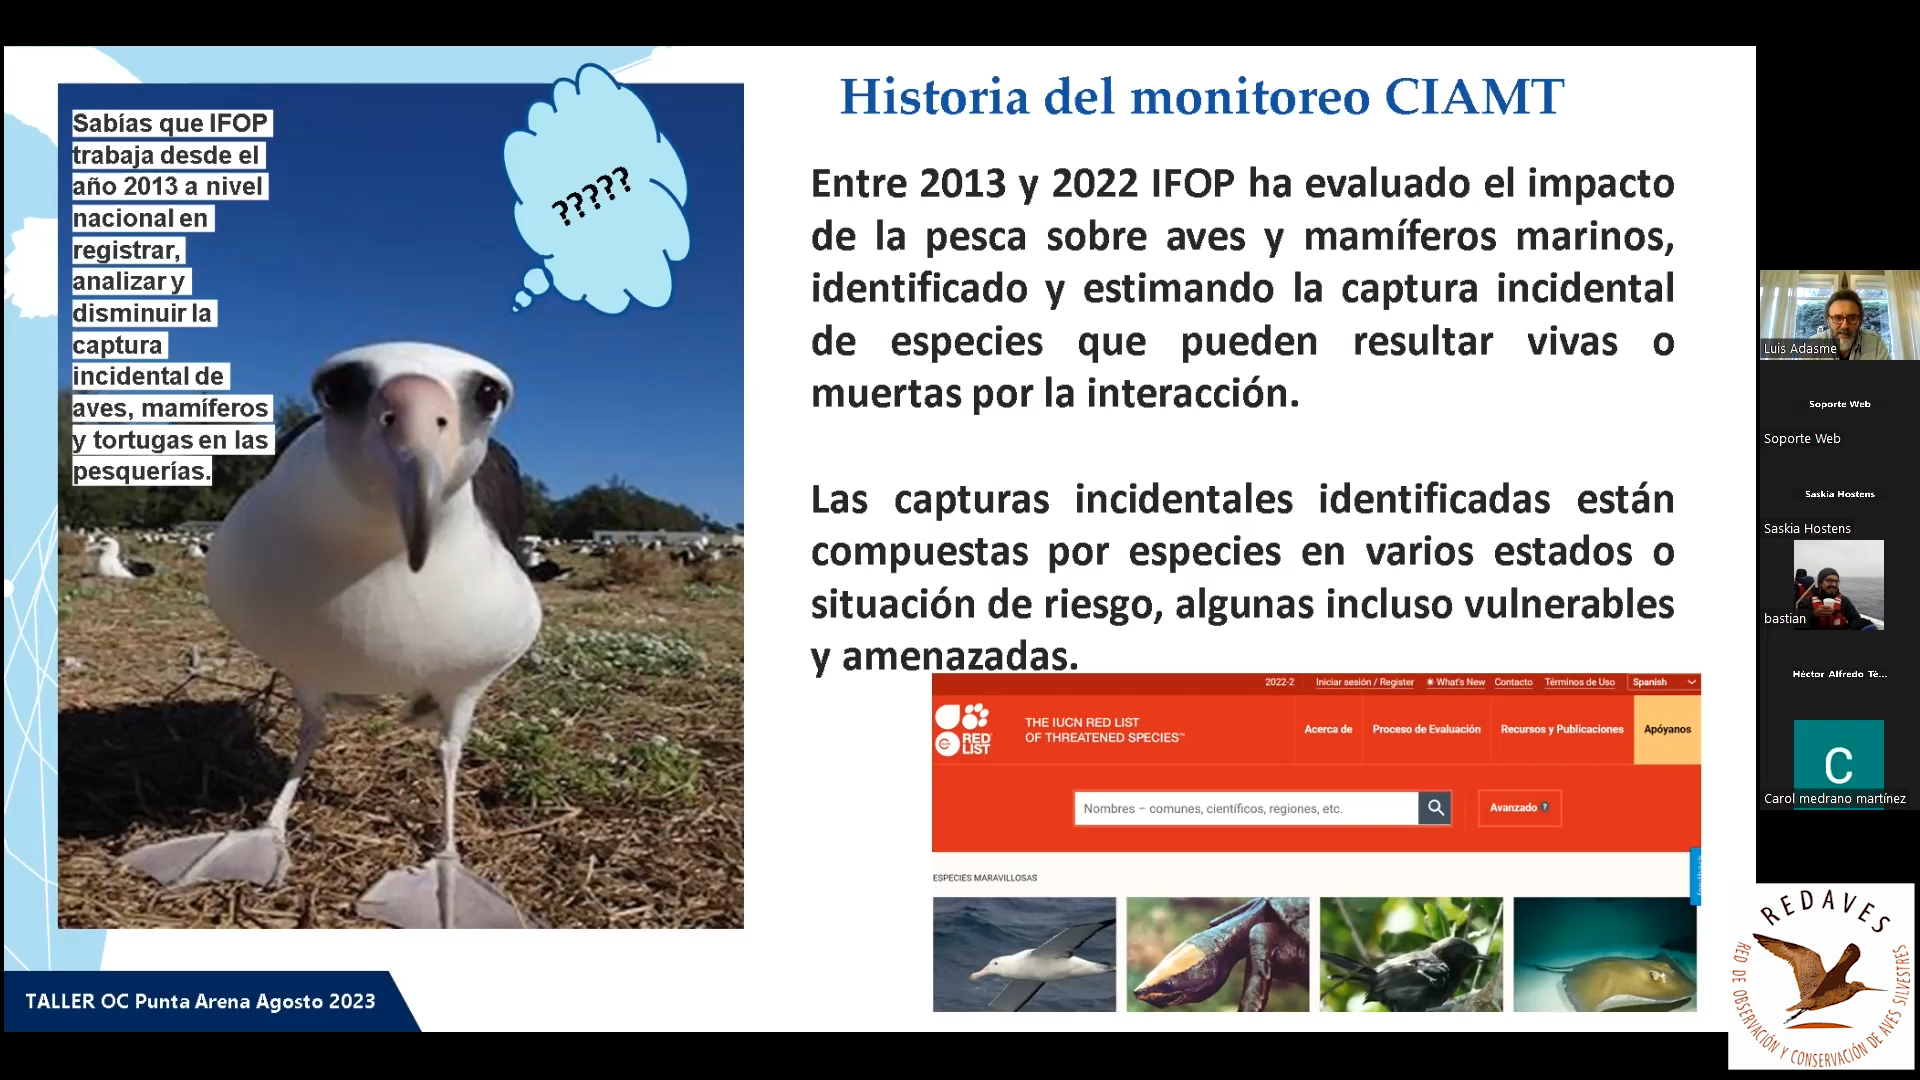 Sabías que IFOP
trabaja desde el
año 2013 a nivel
nacional en
registrar,
analizar y
disminuir la
captura
incidental de
aves, mamíferos
y tortugas en las
pesquerías.
?????
Historia del monitoreo CIAMT
Entre 2013 y 2022 IFOP ha evaluado el impacto
de la pesca sobre aves y mamíferos marinos,
identificado y estimando la captura incidental
de especies que pueden resultar vivas o
muertas por la interacción.
Las capturas incidentales identificadas están
compuestas por especies en varios estados o
situación de riesgo, algunas incluso vulnerables
y amenazadas.
2022-2 Iniciar sesión / Register What's New Contacto Términos de Uso Spanish
RED LIST
THE IUCN RED LIST
OF THREATENED SPECIES™
Acerca de Proceso de Evaluación Recursos y Publicaciones Apóyanos
Nombres – comunes, científicos, regiones, etc. Avanzado ?
feedback
ESPECIES MARAVILLOSAS
TALLER OC Punta Arena Agosto 2023
Luis Adasme
Soporte Web
Soporte Web
Saskia Hostens
Saskia Hostens
bastian
Héctor Alfredo Tè...
C
Carol medrano martínez
REDAVES
RED DE OBSERVACIÓN Y CONSERVACIÓN DE AVES SILVESTRES